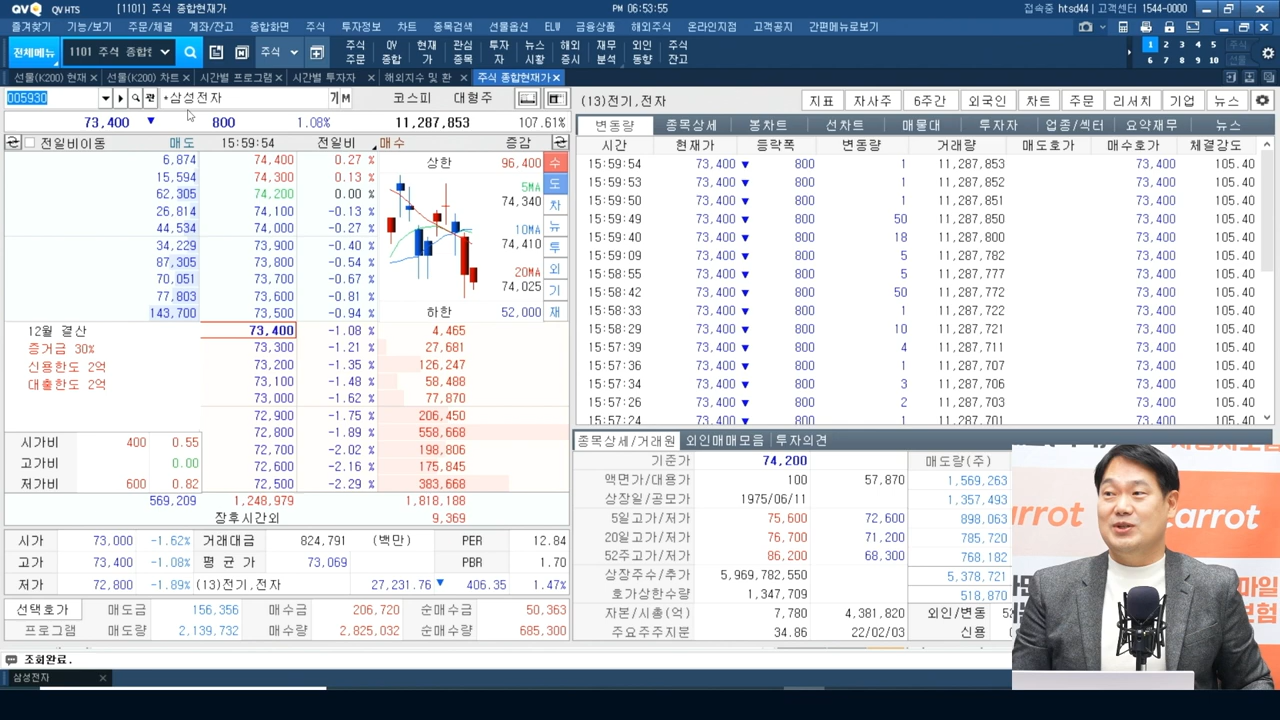 QV QV HTS [1101] 주식 종합현재가 PM 06:53:55 접속중 htsd44 | 고객센터 1544-0000
즐겨찾기 기능/보기 주문/체결 계좌/잔고 종합화면 주식 투자정보 차트 종목검색 선물옵션 ELW 금융상품 해외주식 온라인지점 고객공지 간편메뉴로보기
전체메뉴 1101 주식 종합 주식 주식주문 QV종합 현재가 관심종목 투자자 뉴스시황 해외증시 재무분석 외인동향 주식잔고 1 2 3 4 5
6 7 8 9 10
선물(K200) 현재 선물(K200) 차트 시간별 프로그램 시간별 투자자 해외지수 및 환 주식 종합현재가
005930 관 *삼성전자 기 M 코스피 대형주
73,400 ▼ 800 1.08% 11,287,853 107.61%
전일비이동 매도 15:59:54 전일비 매수 증감
6,874 74,400 0.27 % 상한 96,400 수
15,594 74,300 0.13 % 5MA 도
62,305 74,200 0.00 % 74,340 차
26,814 74,100 -0.13 %
44,534 74,000 -0.27 % 10MA 뉴
34,229 73,900 -0.40 % 74,410 투
87,305 73,800 -0.54 % 외
70,051 73,700 -0.67 % 20MA
77,803 73,600 -0.81 % 74,025 기
143,700 73,500 -0.94 % 하한 52,000 재
12월 결산 73,400 -1.08 % 4,465
증거금 30% 73,300 -1.21 % 27,681
신용한도 2억 73,200 -1.35 % 126,247
대출한도 2억 73,100 -1.48 % 58,488
73,000 -1.62 % 77,870
72,900 -1.75 % 206,450
시가비 400 0.55 72,800 -1.89 % 558,668
고가비 0.00 72,700 -2.02 % 198,806
72,600 -2.16 % 175,845
저가비 600 0.82 72,500 -2.29 % 383,668
569,209 1,248,979 1,818,188
장후시간외 9,369
시가 73,000 -1.62% 거래대금 824,791 (백만) PER 12.84
고가 73,400 -1.08% 평 균 가 73,069 PBR 1.70
저가 72,800 -1.89% (13)전기,전자 27,231.76 ▼ 406.35 1.47%
선택호가 매도금 156,356 매수금 206,720 순매수금 50,363
프로그램 매도량 2,139,732 매수량 2,825,032 순매수량 685,300
(13)전기,전자 지표 자사주 6주간 외국인 차트 주문 리서치 기업 뉴스
변동량 종목상세 봉차트 선차트 매물대 투자자 업종/섹터 요약재무 뉴스
시간 현재가 등락폭 변동량 거래량 매도호가 매수호가 체결강도
15:59:54 73,400 ▼ 800 1 11,287,853 73,400 105.40
15:59:53 73,400 ▼ 800 1 11,287,852 73,400 105.40
15:59:50 73,400 ▼ 800 1 11,287,851 73,400 105.40
15:59:49 73,400 ▼ 800 50 11,287,850 73,400 105.40
15:59:40 73,400 ▼ 800 18 11,287,800 73,400 105.40
15:59:09 73,400 ▼ 800 5 11,287,782 73,400 105.40
15:58:55 73,400 ▼ 800 5 11,287,777 73,400 105.40
15:58:42 73,400 ▼ 800 50 11,287,772 73,400 105.40
15:58:33 73,400 ▼ 800 1 11,287,722 73,400 105.40
15:58:29 73,400 ▼ 800 10 11,287,721 73,400 105.40
15:57:39 73,400 ▼ 800 4 11,287,711 73,400 105.40
15:57:36 73,400 ▼ 800 1 11,287,707 73,400 105.40
15:57:34 73,400 ▼ 800 3 11,287,706 73,400 105.40
15:57:26 73,400 ▼ 800 2 11,287,703 73,400 105.40
15:57:24 73,400 ▼ 800 1 11,287,701 73,400 105.40
종목상세/거래원 외인매매모음 투자의견
기준가 74,200 매도량(주)
액면가/대용가 100 57,870 1,569,263
상장일/공모가 1975/06/11 1,357,493
5일고가/저가 75,600 72,600 898,063
20일고가/저가 76,700 71,200 785,720
52주고가/저가 86,200 68,300 768,182
상장주수/추가 5,969,782,550 5,378,721
호가상한수량 1,347,709 518,870
자본/시총(억) 7,780 4,381,820 외인/변동
주요주주지분 34.86 22/02/03 신용
arrot carrot
마일
보험
조회완료.
삼성전자